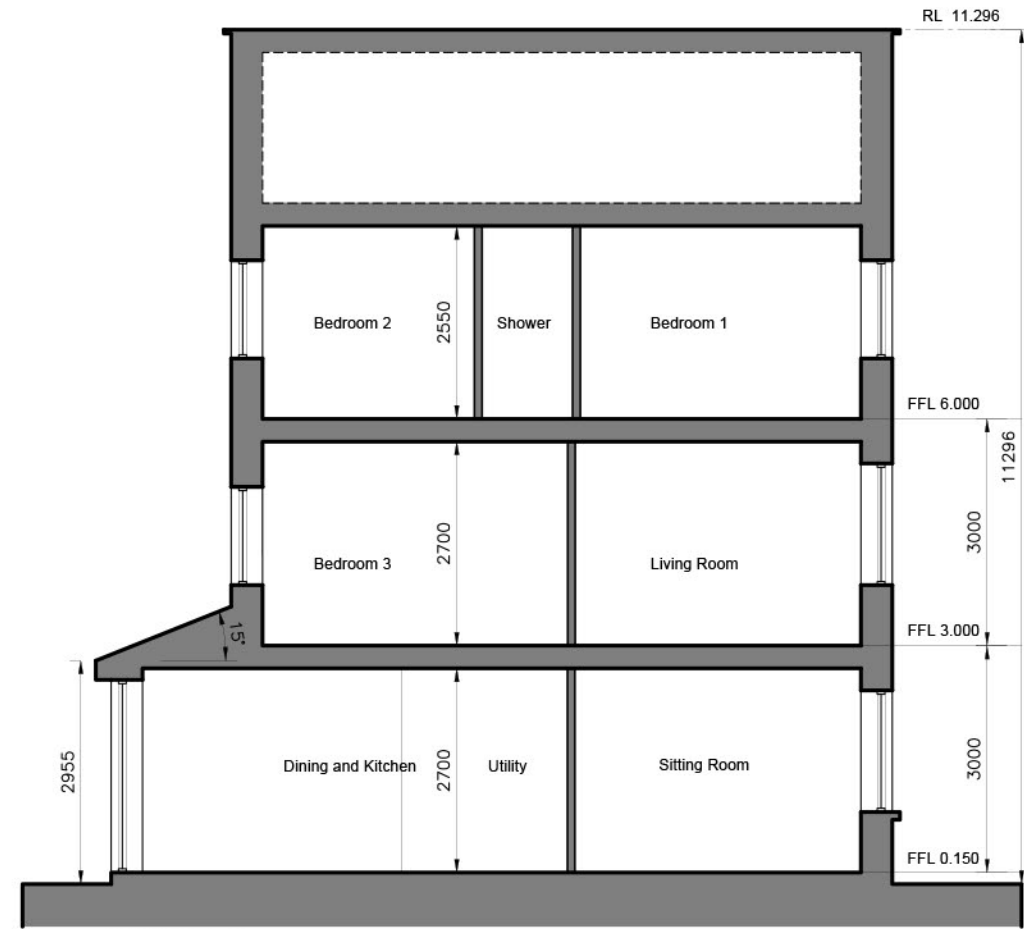 RL 11.296
Bedroom 2
2550
Shower
Bedroom 1
FFL 6.000
11296
Bedroom 3
2700
Living Room
3000
FFL 3.000
15°
2955
Dining and Kitchen
2700
Utility
Sitting Room
3000
FFL 0.150